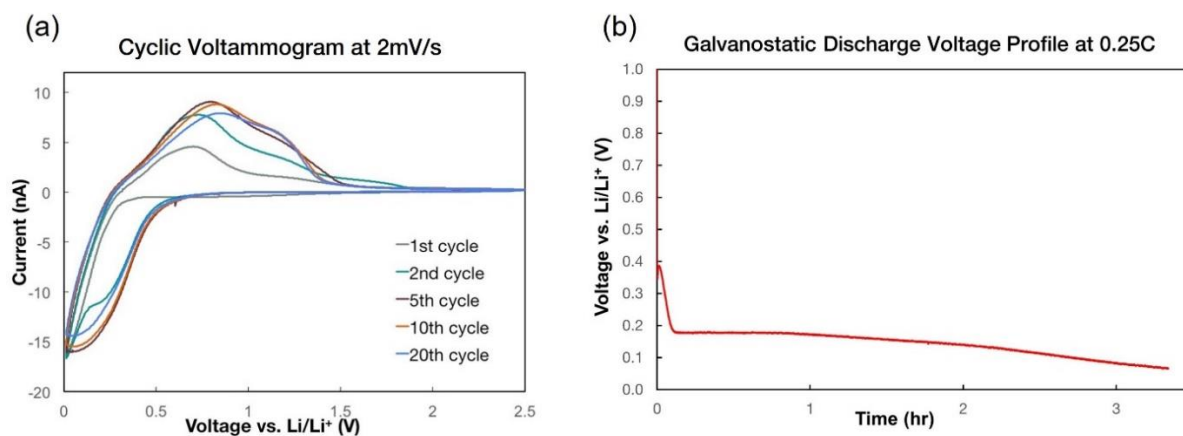 (a)
Cyclic Voltammogram at 2mV/s
10
5
0
-5
-10
-15
-20
Current (nA)
1st cycle
2nd cycle
5th cycle
10th cycle
20th cycle
0
0.5
1
1.5
2
2.5
Voltage vs. Li/Li⁺ (V)
(b)
Galvanostatic Discharge Voltage Profile at 0.25C
1.0
0.9
0.8
0.7
0.6
0.5
0.4
0.3
0.2
0.1
0.0
Voltage vs. Li/Li⁺ (V)
0
1
2
3
Time (hr)